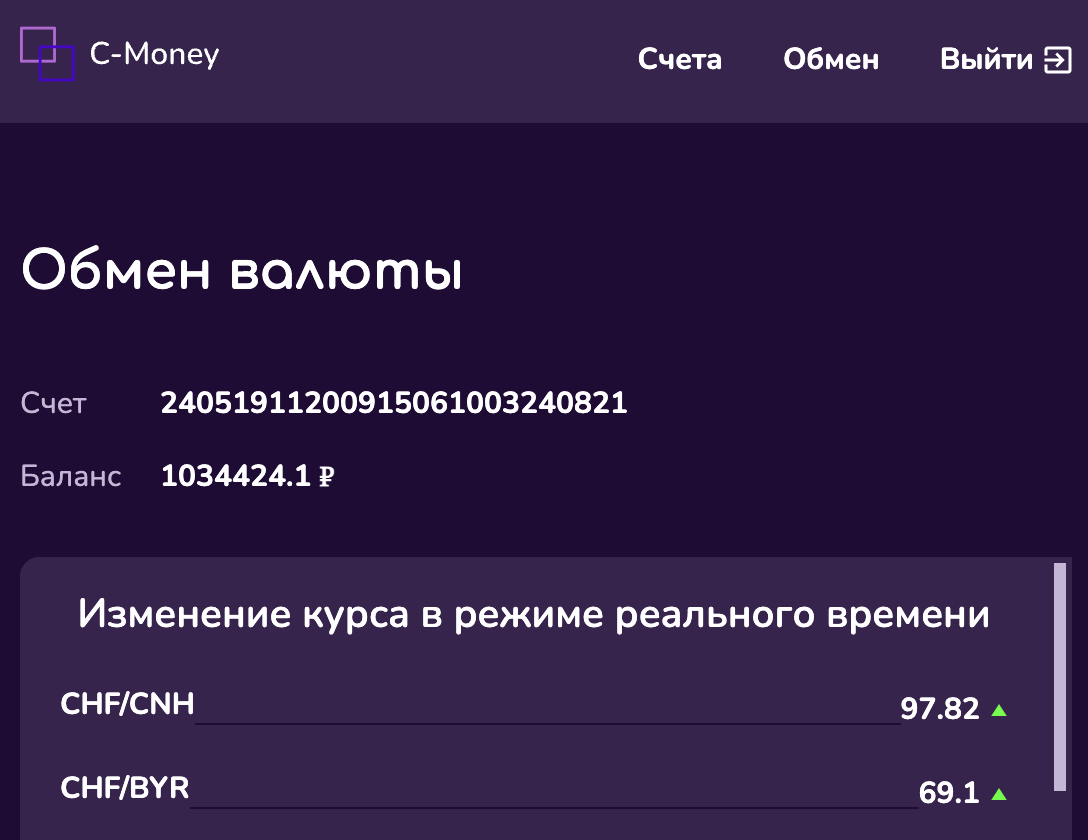 C-Money
Счета Обмен Выйти
Обмен валюты
Счет 24051911200915061003240821
Баланс 1034424.1 ₽
Изменение курса в режиме реального времени
CHF/CNH 97.82
CHF/BYR 69.1